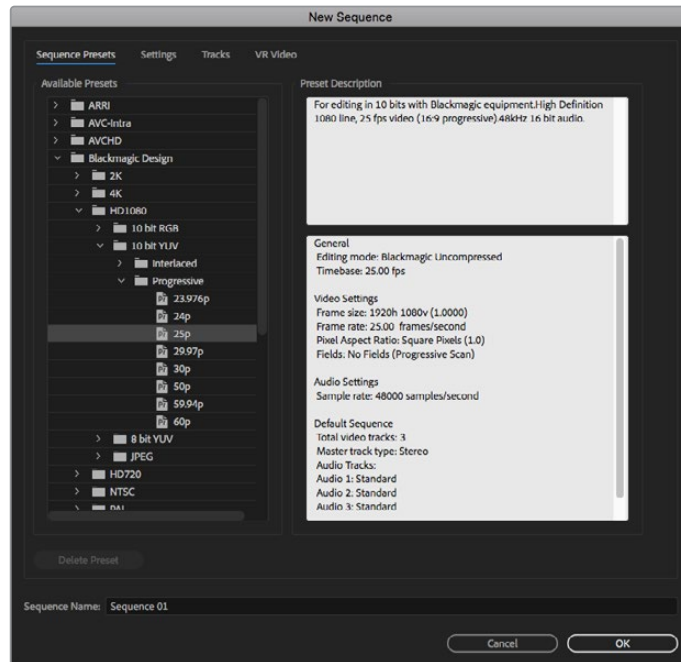 New Sequence
Sequence Presets Settings Tracks VR Video
Available Presets
ARRI
AVC-Intra
AVCHD
Blackmagic Design
2K
4K
HD1080
10 bit RGB
10 bit YUV
Interlaced
Progressive
23.976p
24p
25p
29.97p
30p
50p
59.94p
60p
8 bit YUV
JPEG
HD720
NTSC
PAL
Preset Description
For editing in 10 bits with Blackmagic equipment.High Definition
1080 line, 25 fps video (16:9 progressive).48kHz 16 bit audio.
General
Editing mode: Blackmagic Uncompressed
Timebase: 25.00 fps
Video Settings
Frame size: 1920h 1080v (1.0000)
Frame rate: 25.00 frames/second
Pixel Aspect Ratio: Square Pixels (1.0)
Fields: No Fields (Progressive Scan)
Audio Settings
Sample rate: 48000 samples/second
Default Sequence
Total video tracks: 3
Master track type: Stereo
Audio Tracks:
Audio 1: Standard
Audio 2: Standard
Audio 3: Standard
Delete Preset
Sequence Name: Sequence 01
Cancel OK